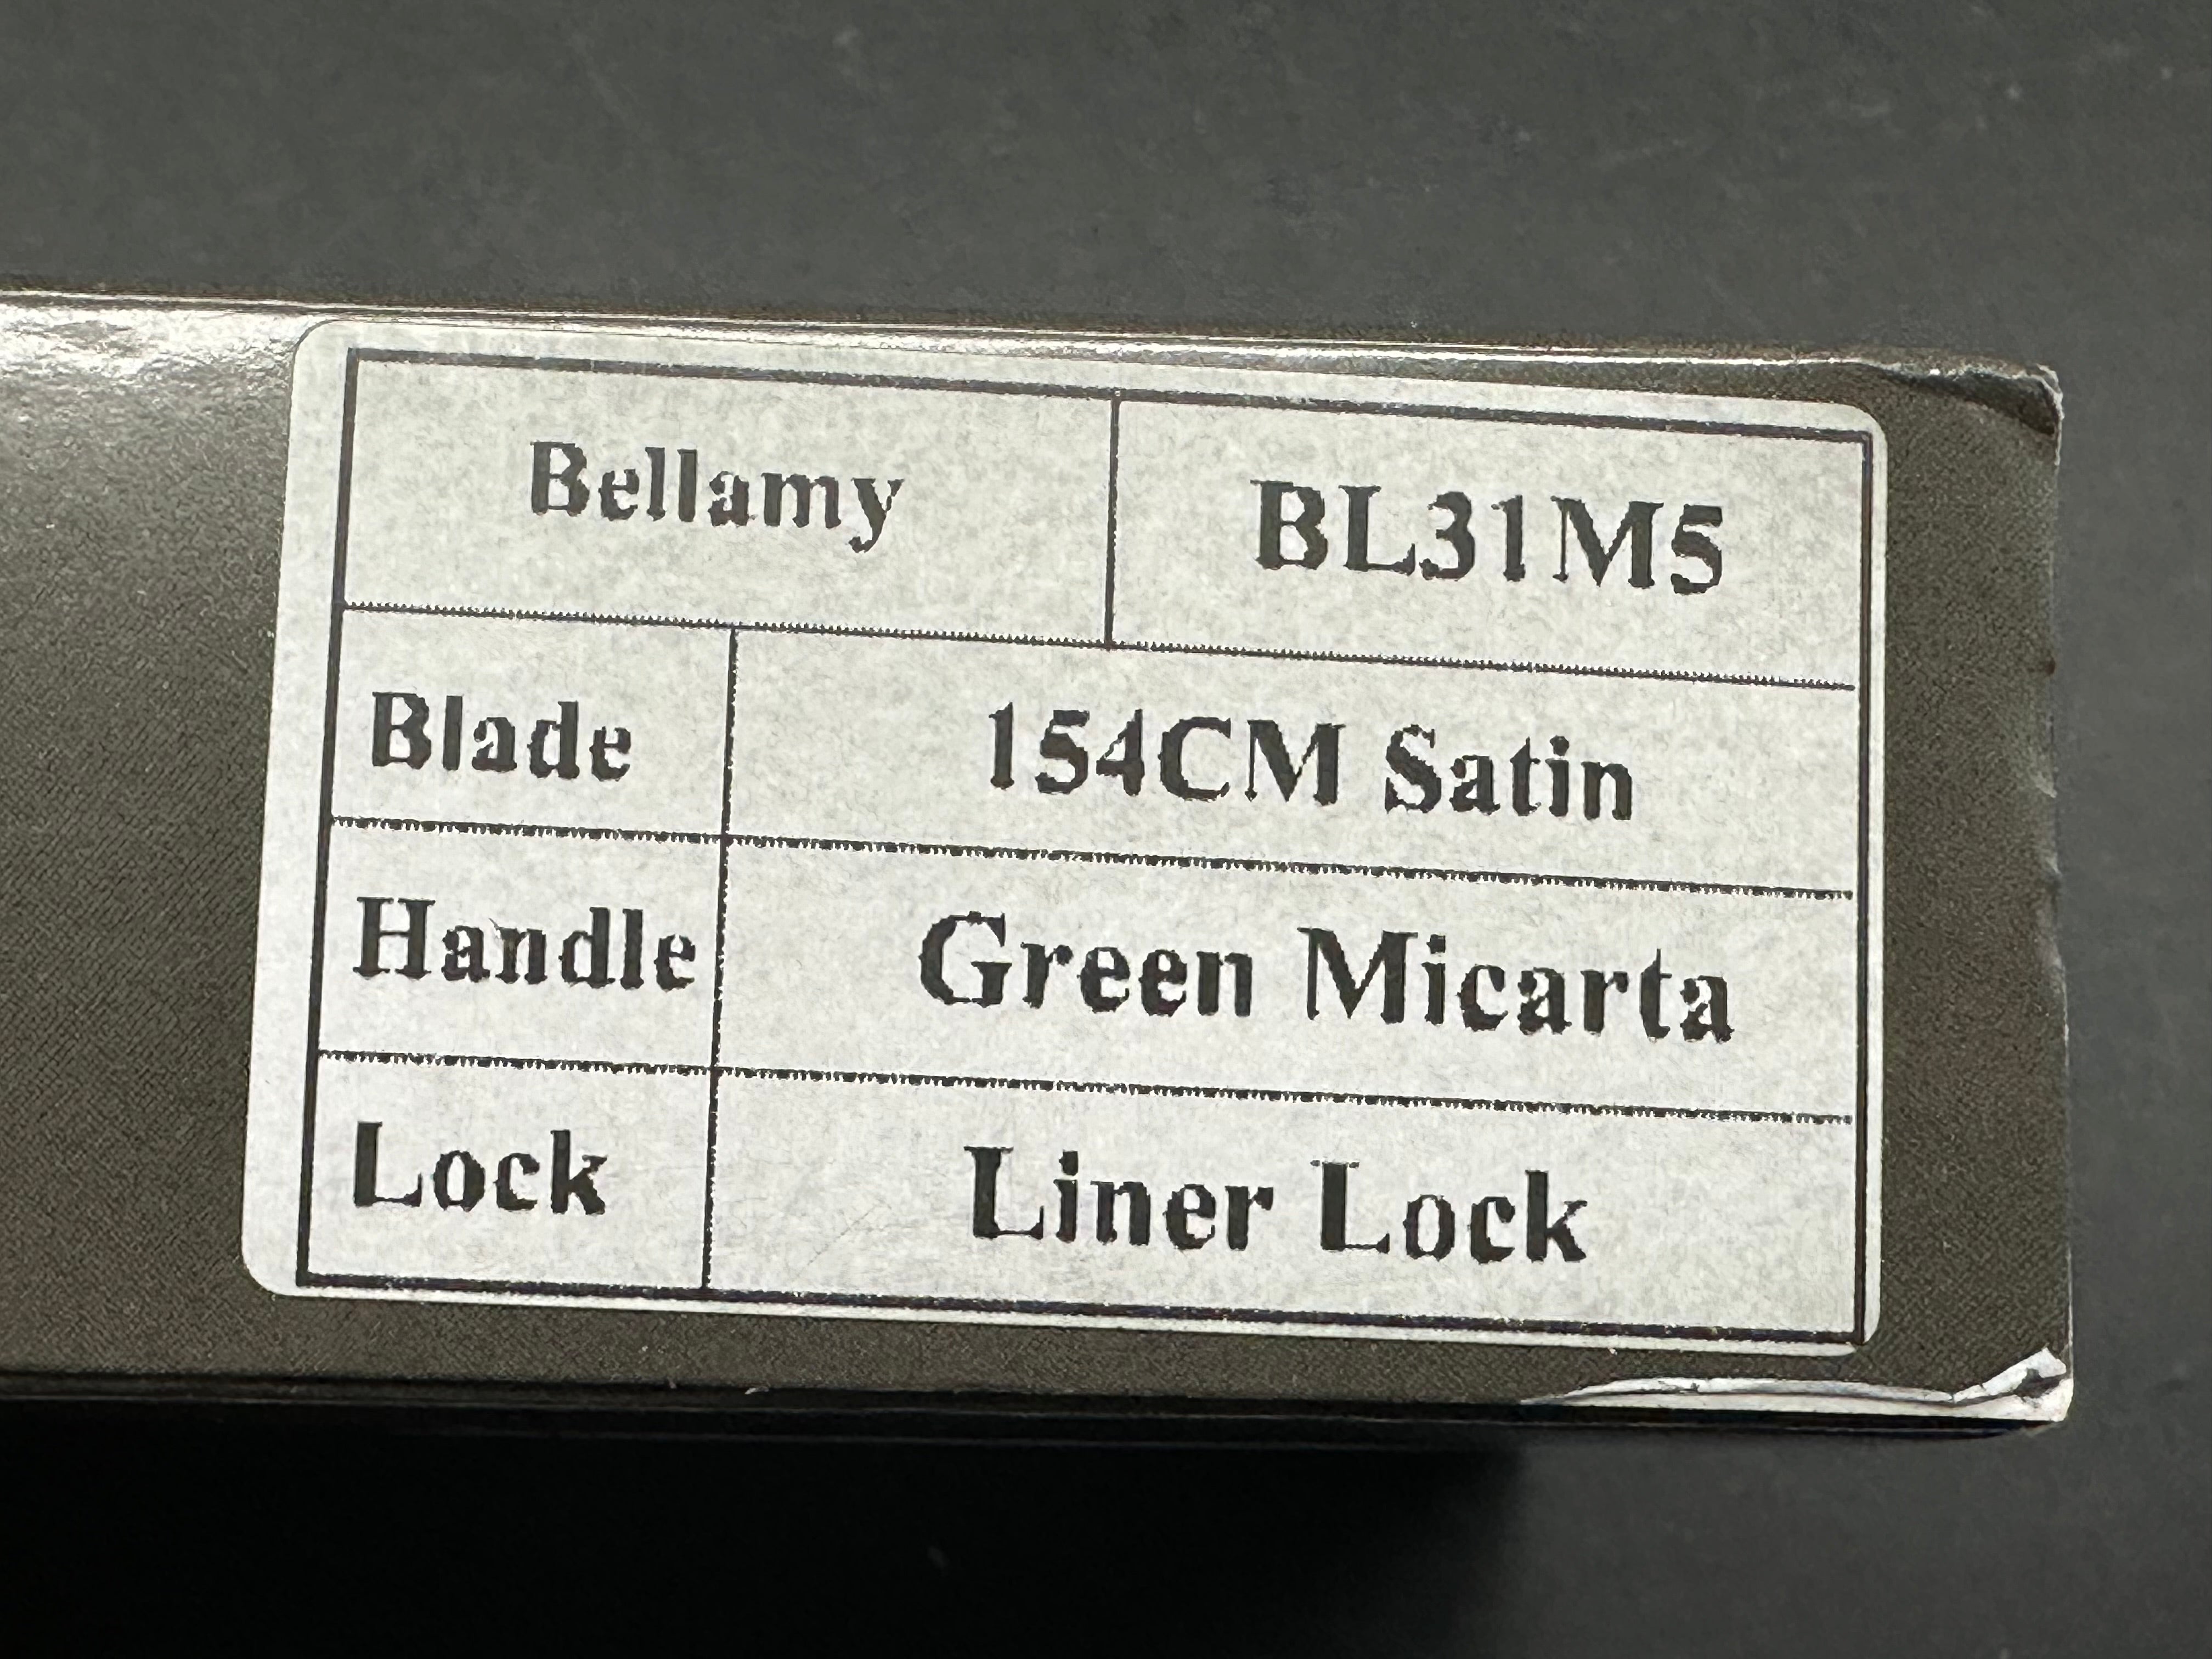 Bellamy BL31M5
Blade 154CM Satin
Handle Green Micarta
Lock Liner Lock